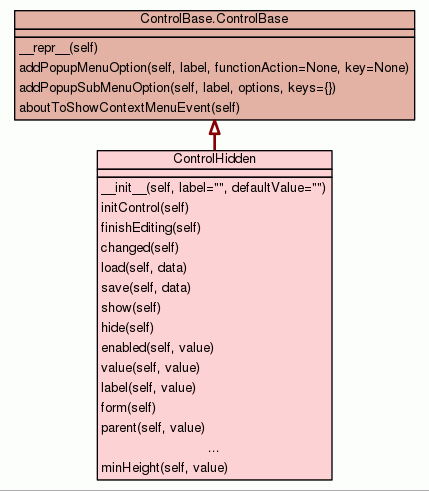 ControlBase.ControlBase
__repr__(self)
addPopupMenuOption(self, label, functionAction=None, key=None)
addPopupSubMenuOption(self, label, options, keys={})
aboutToShowContextMenuEvent(self)
ControlHidden
__init__(self, label="", defaultValue="")
initControl(self)
finishEditing(self)
changed(self)
load(self, data)
save(self, data)
show(self)
hide(self)
enabled(self, value)
value(self, value)
label(self, value)
form(self)
parent(self, value)
...
minHeight(self, value)